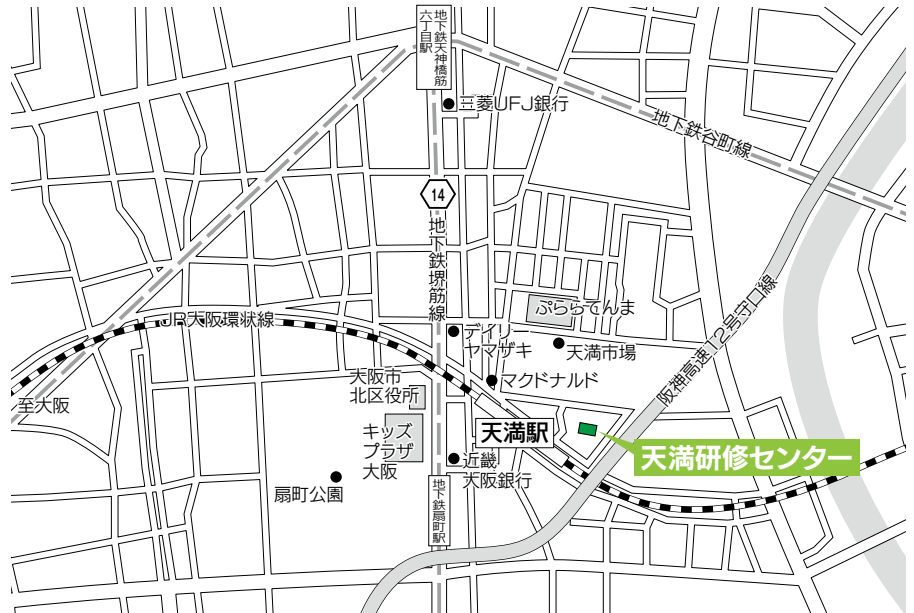 地下鉄天神橋筋
六丁目駅
三菱UFJ銀行
地下鉄谷町線
14
地下鉄堺筋線
ぷららてんま
JR大阪環状線
デイリー
ヤマザキ
天満市場
阪神高速12号守口線
大阪市
北区役所
マクドナルド
至大阪
キッズ
プラザ
大阪
天満駅
天満研修センター
近畿
大阪銀行
扇町公園
地下鉄扇町駅